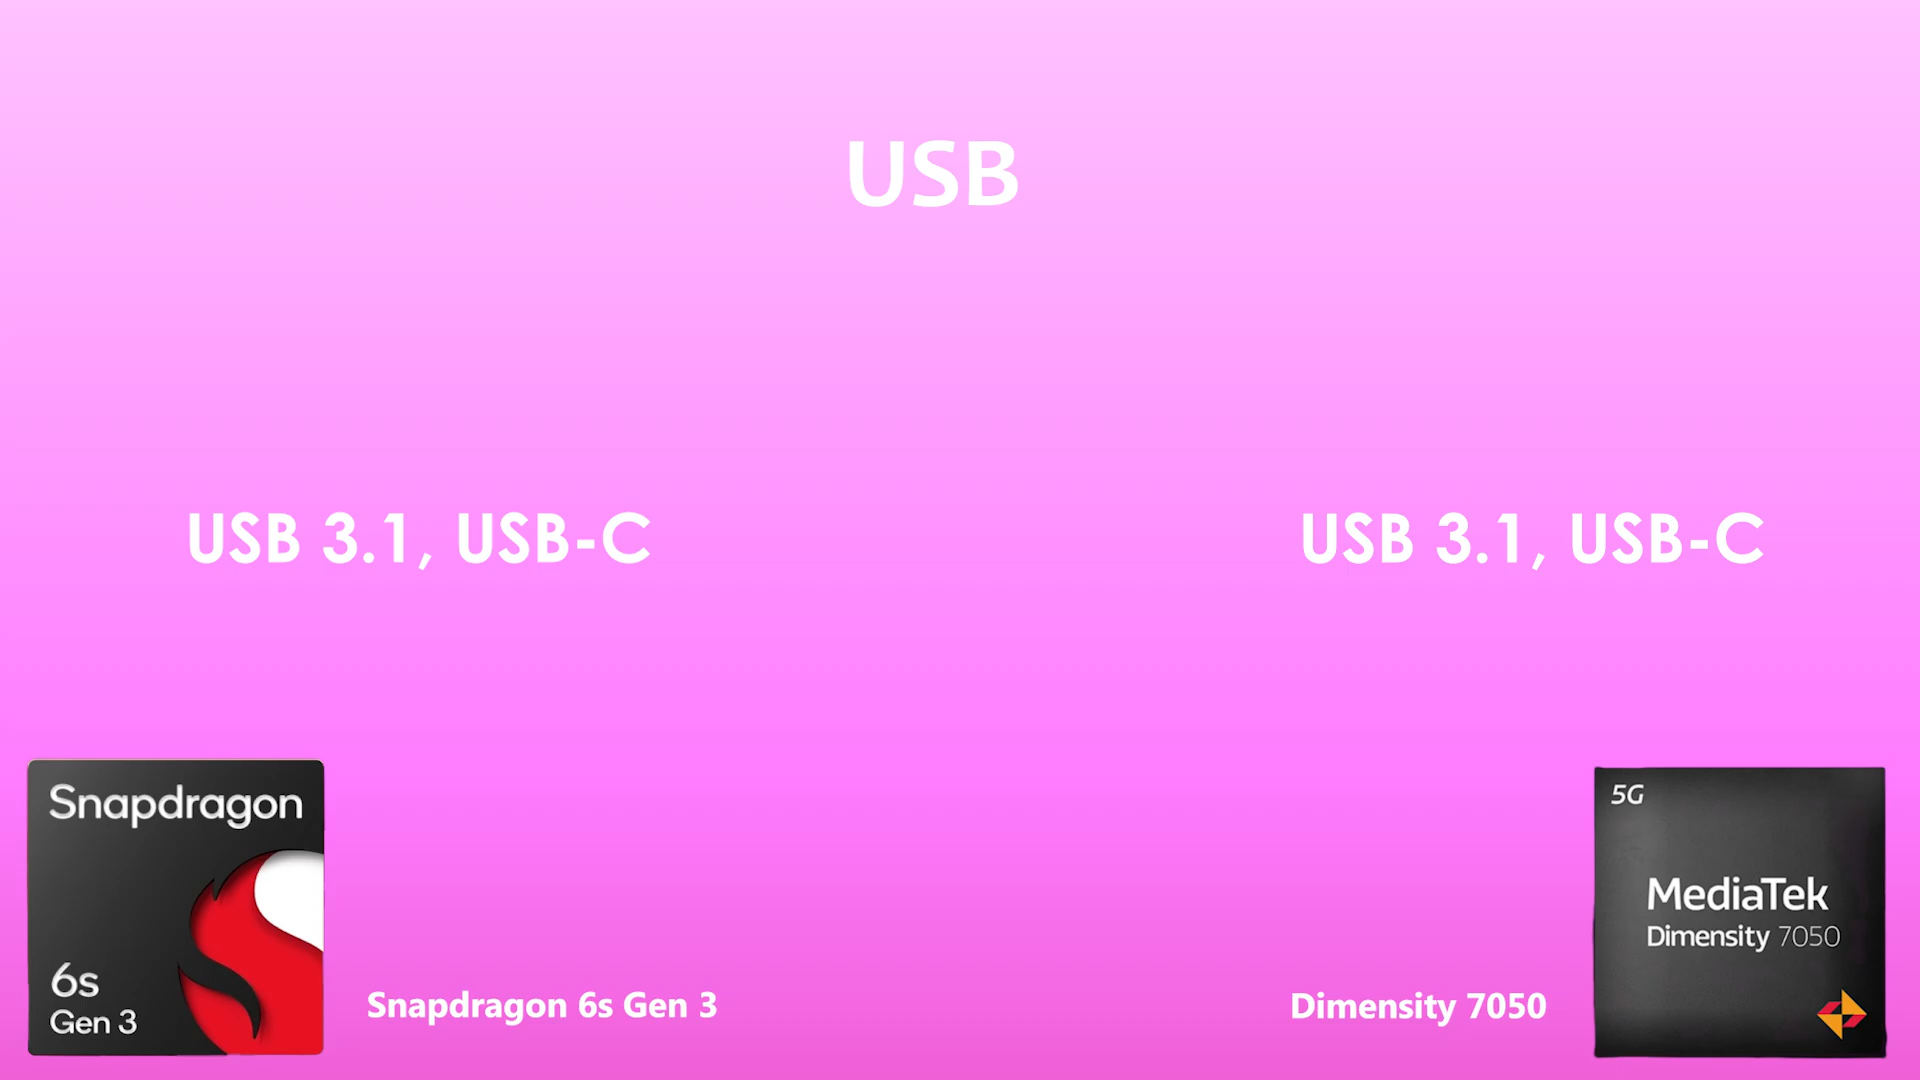 USB
USB 3.1, USB-C
USB 3.1, USB-C
Snapdragon
6s
Gen 3
Snapdragon 6s Gen 3
Dimensity 7050
5G
MediaTek
Dimensity 7050